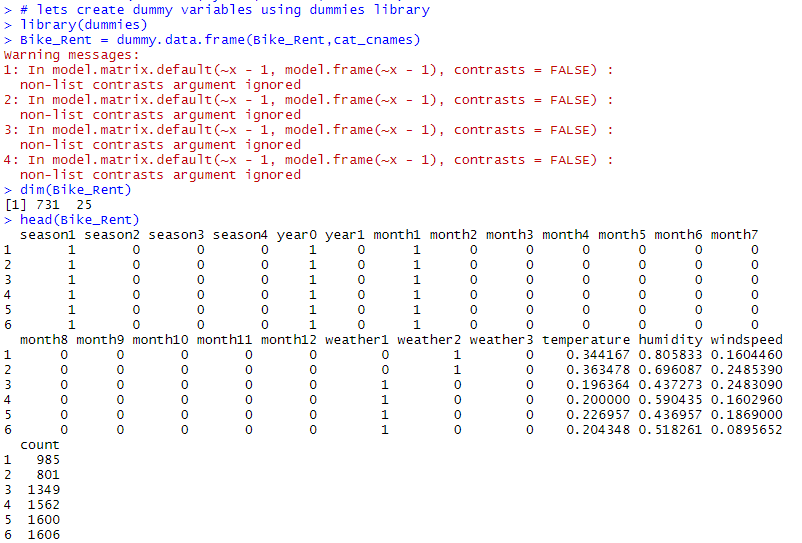 > # lets create dummy variables using dummies library
> library(dummies)
> Bike_Rent = dummy.data.frame(Bike_Rent,cat_cnames)
Warning messages:
1: In model.matrix.default(~x - 1, model.frame(~x - 1), contrasts = FALSE) :
  non-list contrasts argument ignored
2: In model.matrix.default(~x - 1, model.frame(~x - 1), contrasts = FALSE) :
  non-list contrasts argument ignored
3: In model.matrix.default(~x - 1, model.frame(~x - 1), contrasts = FALSE) :
  non-list contrasts argument ignored
4: In model.matrix.default(~x - 1, model.frame(~x - 1), contrasts = FALSE) :
  non-list contrasts argument ignored
> dim(Bike_Rent)
[1] 731  25
> head(Bike_Rent)
  season1 season2 season3 season4 year0 year1 month1 month2 month3 month4 month5 month6 month7
1       1       0       0       0     1     0      1      0      0      0      0      0      0
2       1       0       0       0     1     0      1      0      0      0      0      0      0
3       1       0       0       0     1     0      1      0      0      0      0      0      0
4       1       0       0       0     1     0      1      0      0      0      0      0      0
5       1       0       0       0     1     0      1      0      0      0      0      0      0
6       1       0       0       0     1     0      1      0      0      0      0      0      0
  month8 month9 month10 month11 month12 weather1 weather2 weather3 temperature humidity windspeed
1      0      0       0       0       0        0        1        0    0.344167 0.805833 0.1604460
2      0      0       0       0       0        0        1        0    0.363478 0.696087 0.2485390
3      0      0       0       0       0        1        0        0    0.196364 0.437273 0.2483090
4      0      0       0       0       0        1        0        0    0.200000 0.590435 0.1602960
5      0      0       0       0       0        1        0        0    0.226957 0.436957 0.1869000
6      0      0       0       0       0        1        0        0    0.204348 0.518261 0.0895652
  count
1   985
2   801
3  1349
4  1562
5  1600
6  1606